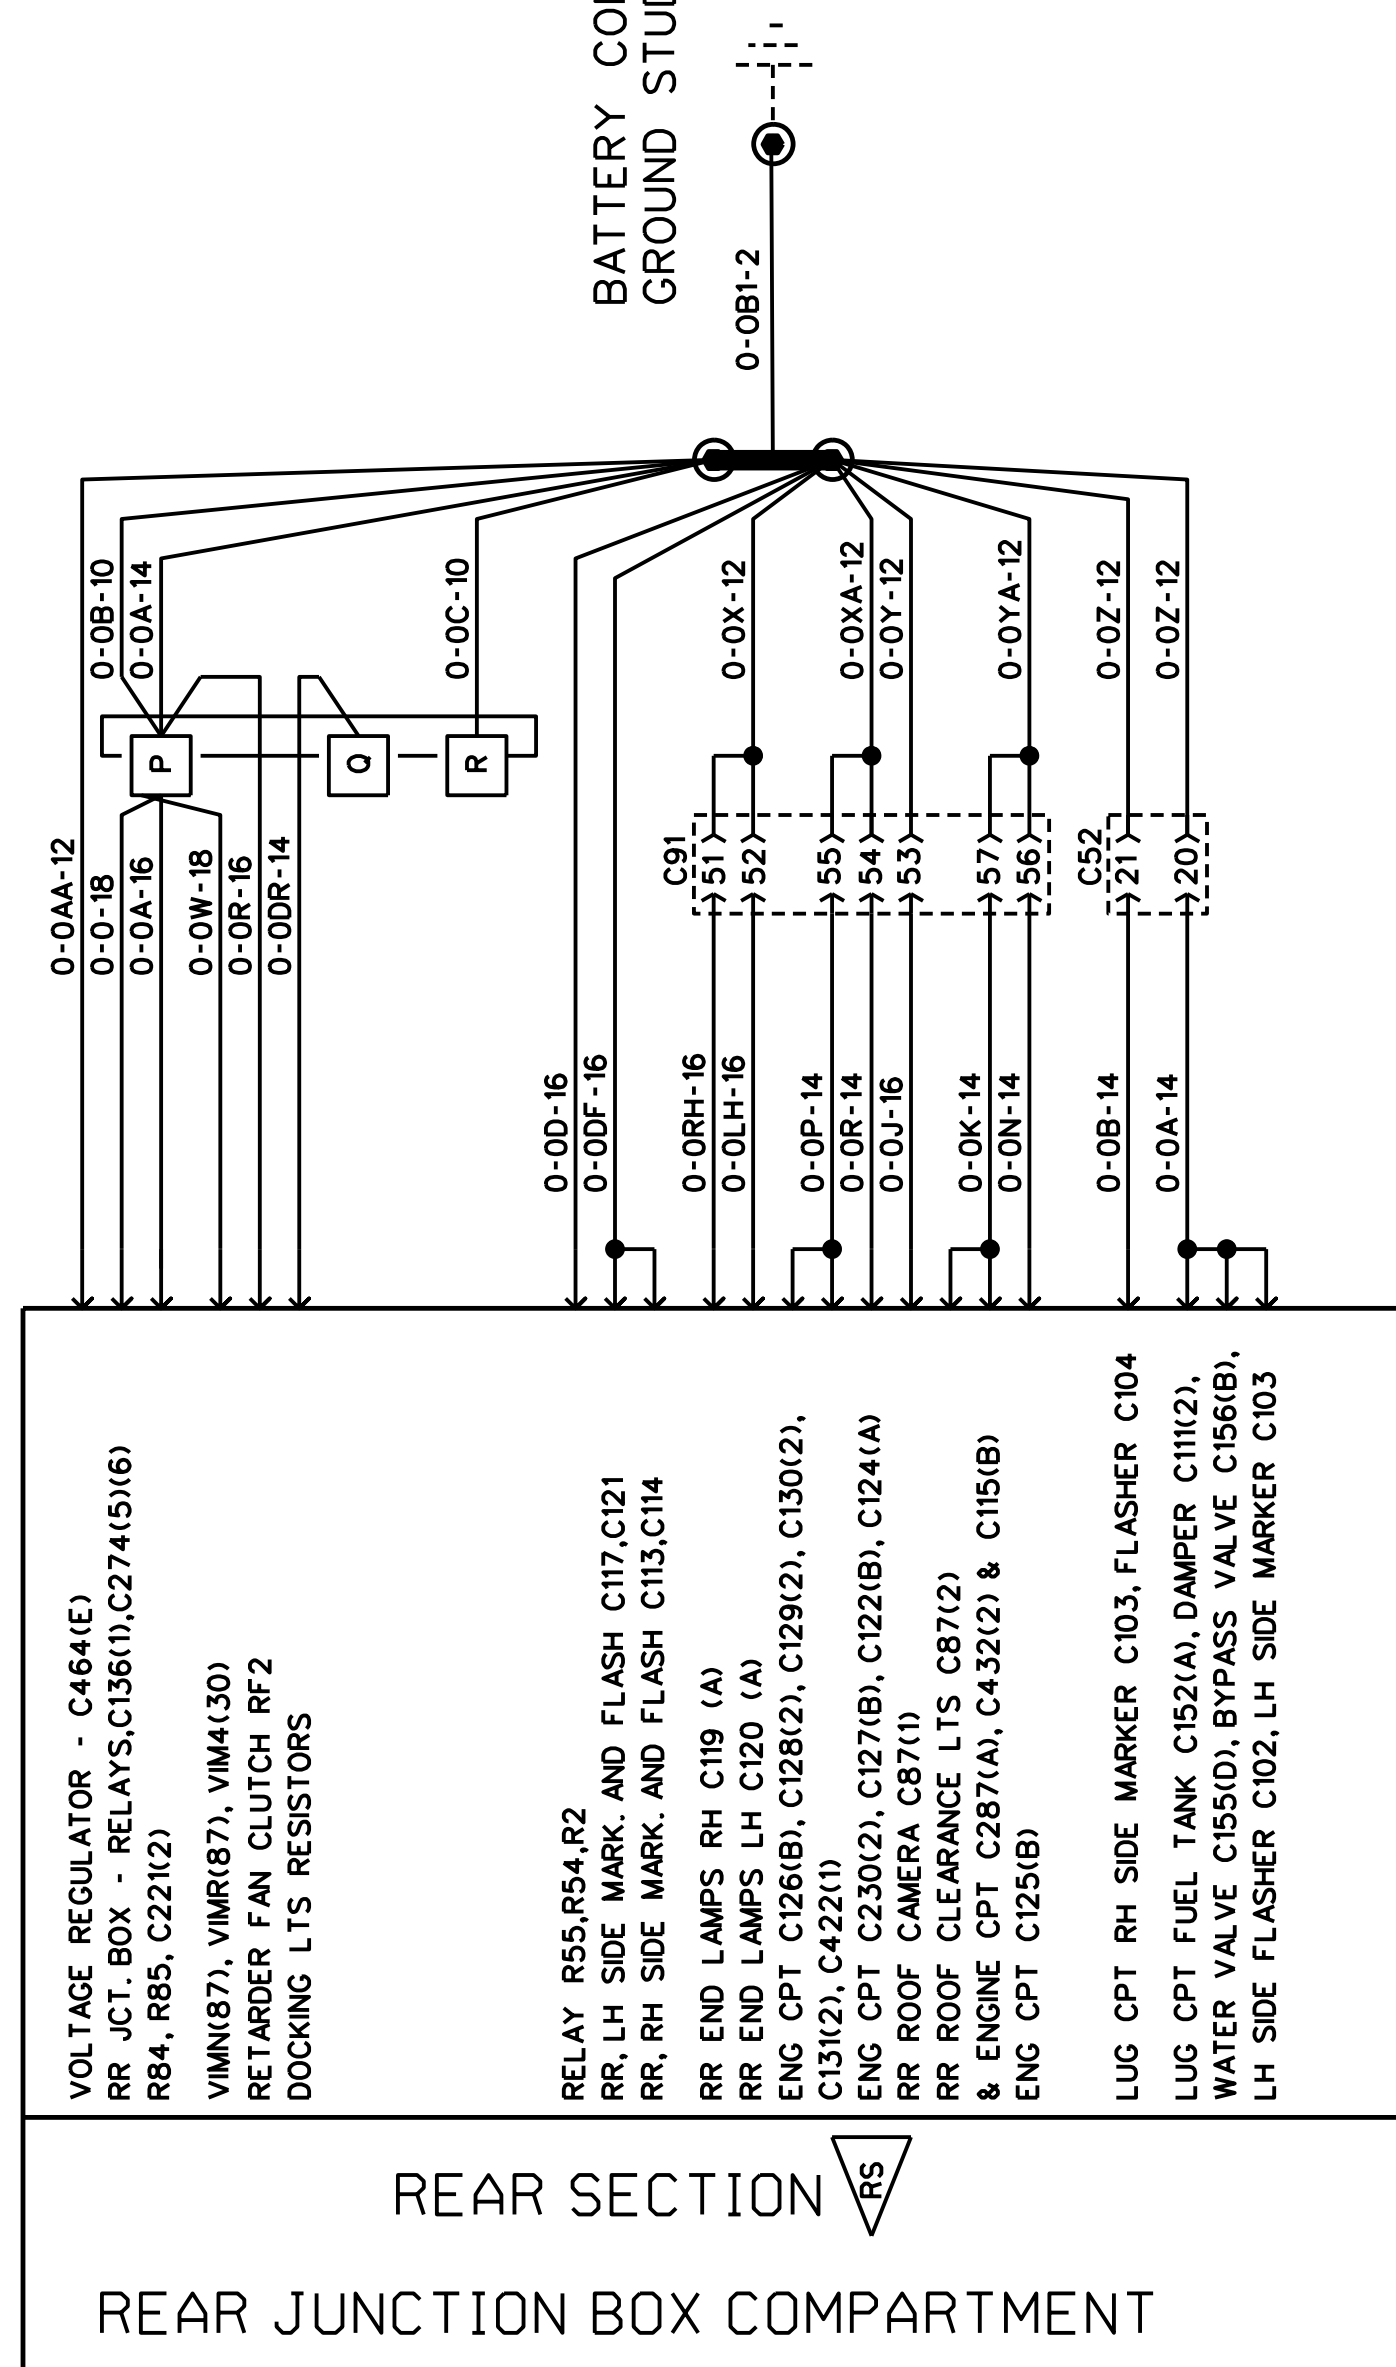 BATTERY
GROUND
0-0B1-2
0-0B-10
0-0A-14
0-0C-10
0-0X-12
0-0XA-12
0-0Y-12
0-0YA-12
0-0Z-12
0-0Z-12
P
Q
R
0-0AA-12
0-0-18
0-0A-16
0-0W-18
0-0R-16
0-0DR-14
C91
51
52
55
54
53
57
56
C52
21
20
0-0D-16
0-0DF-16
0-0RH-16
0-0LH-16
0-0P-14
0-0R-14
0-0J-16
0-0K-14
0-0N-14
0-0B-14
0-0A-14
VOLTAGE REGULATOR - C464(E)
RR JCT. BOX - RELAYS,C136(1),C274(5)(6)
R84, R85, C221(2)
VIMN(87), VIMR(87), VIM4(30)
RETARDER FAN CLUTCH RF2
DOCKING LTS RESISTORS
RELAY R55,R54,R2
RR, LH SIDE MARK. AND FLASH C117,C121
RR, RH SIDE MARK. AND FLASH C113,C114
RR END LAMPS RH C119 (A)
RR END LAMPS LH C120 (A)
ENG CPT C126(B), C128(2), C129(2), C130(2),
C131(2), C422(1)
ENG CPT C230(2), C127(B), C122(B), C124(A)
RR ROOF CAMERA C87(1)
RR ROOF CLEARANCE LTS C87(2)
& ENGINE CPT C287(A), C432(2) & C115(B)
ENG CPT C125(B)
LUG CPT RH SIDE MARKER C103, FLASHER C104
LUG CPT FUEL TANK C152(A), DAMPER C111(2),
WATER VALVE C155(D), BYPASS VALVE C156(B),
LH SIDE FLASHER C102, LH SIDE MARKER C103
REAR SECTION
RS
REAR JUNCTION BOX COMPARTMENT